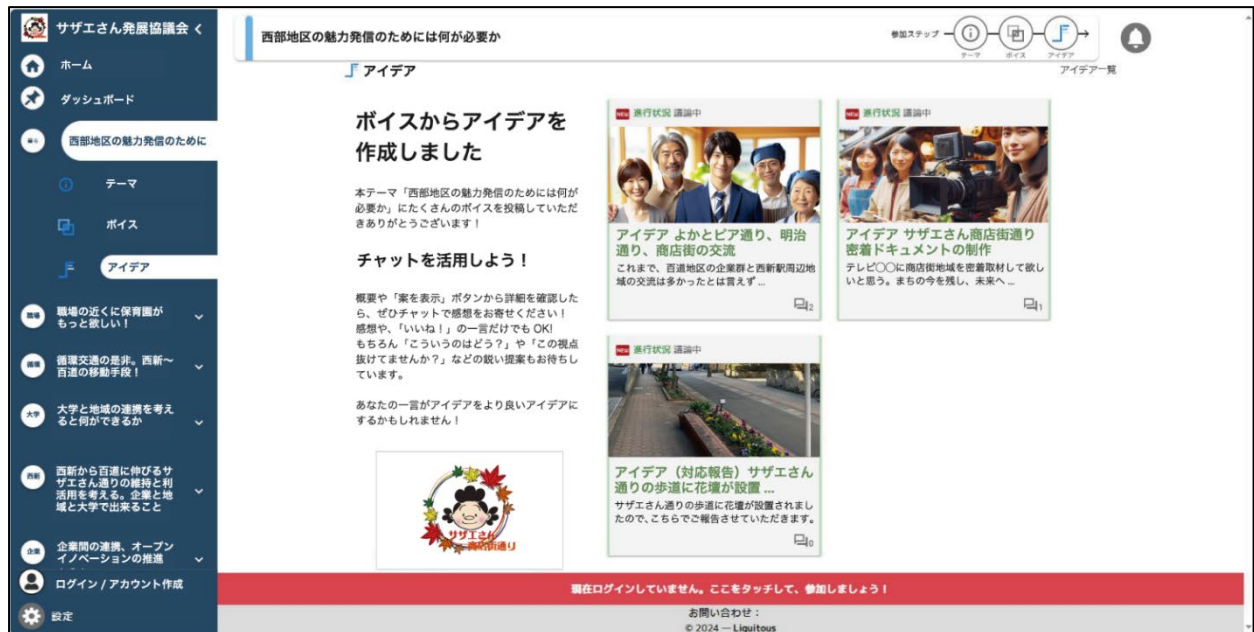 サザエさん発展協議会 く
ホーム
ダッシュボード
西部地区の魅力発信のために
テーマ
ボイス
アイデア
職場
職場の近くに保育園が
もっと欲しい！
循環
循環交通の是非。西新〜
百道の移動手段！
大学
大学と地域の連携を考え
ると何ができるか
西新
西新から百道に伸びるサ
ザエさん通りの維持と利
活用を考える。企業と地
域と大学で出来ること
企業
企業間の連携、オープン
イノベーションの推進
ログイン / アカウント作成
設定
西部地区の魅力発信のためには何が必要か
参加ステップ
テーマ
ボイス
アイデア
アイデア
アイデア一覧
ボイスからアイデアを
作成しました
本テーマ「西部地区の魅力発信のためには何が
必要か」にたくさんのボイスを投稿していただ
きありがとうございます！
チャットを活用しよう！
概要や「案を表示」ボタンから詳細を確認した
ら、ぜひチャットで感想をお寄せください！
感想や、「いいね！」の一言だけでも OK!
もちろん「こういうのはどう？」や「この視点
抜けてませんか？」などの鋭い提案もお待ちし
ています。
あなたの一言がアイデアをより良いアイデアに
するかもしれません！
サザエさん
商店街通り
NEW 進行状況 議論中
アイデア よかとピア通り、明治
通り、商店街の交流
これまで、百道地区の企業群と西新駅周辺地
域の交流は多かったとは言えず ...
2
NEW 進行状況 議論中
アイデア サザエさん商店街通り
密着ドキュメントの制作
テレビ〇〇に商店街地域を密着取材して欲し
いと思う。まちの今を残し、未来へ ...
1
NEW 進行状況 議論中
アイデア（対応報告）サザエさん
通りの歩道に花壇が設置 ...
サザエさん通りの歩道に花壇が設置されまし
たので、こちらでご報告させていただきます。
0
現在ログインしていません。ここをタッチして、参加しましょう！
お問い合わせ：
© 2024 — Liquitous